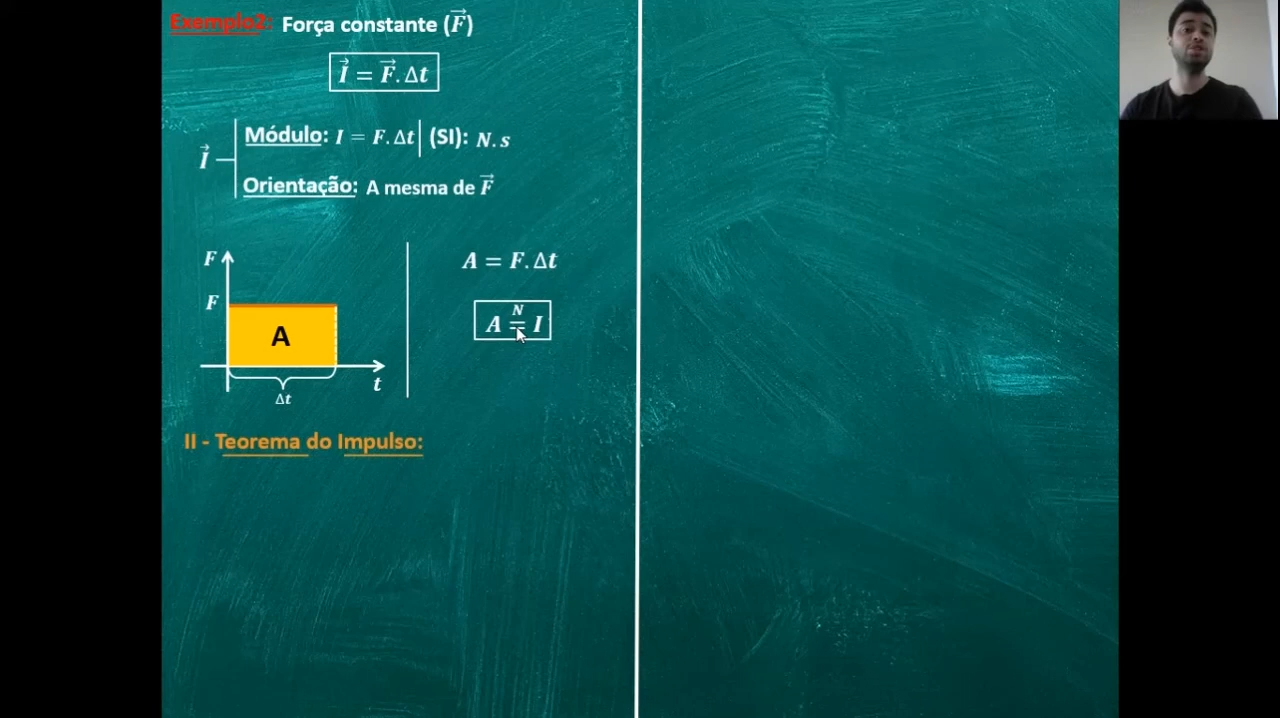 Exemplo2: Força constante (F⃗)
I⃗ = F⃗.Δt
I⃗
Módulo: I = F.Δt | (SI): N.s
Orientação: A mesma de F⃗
F
F
A
Δt
t
A = F.Δt
N
A = I
II - Teorema do Impulso: